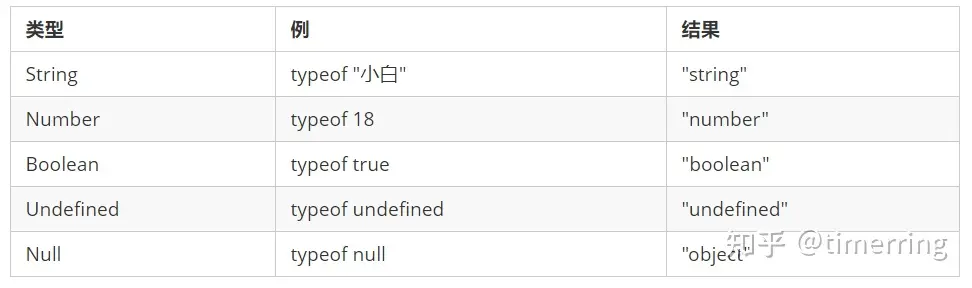 类型 例 结果
String typeof "小白" "string"
Number typeof 18 "number"
Boolean typeof true "boolean"
Undefined typeof undefined "undefined"
Null typeof null "object"
知乎 @timerring